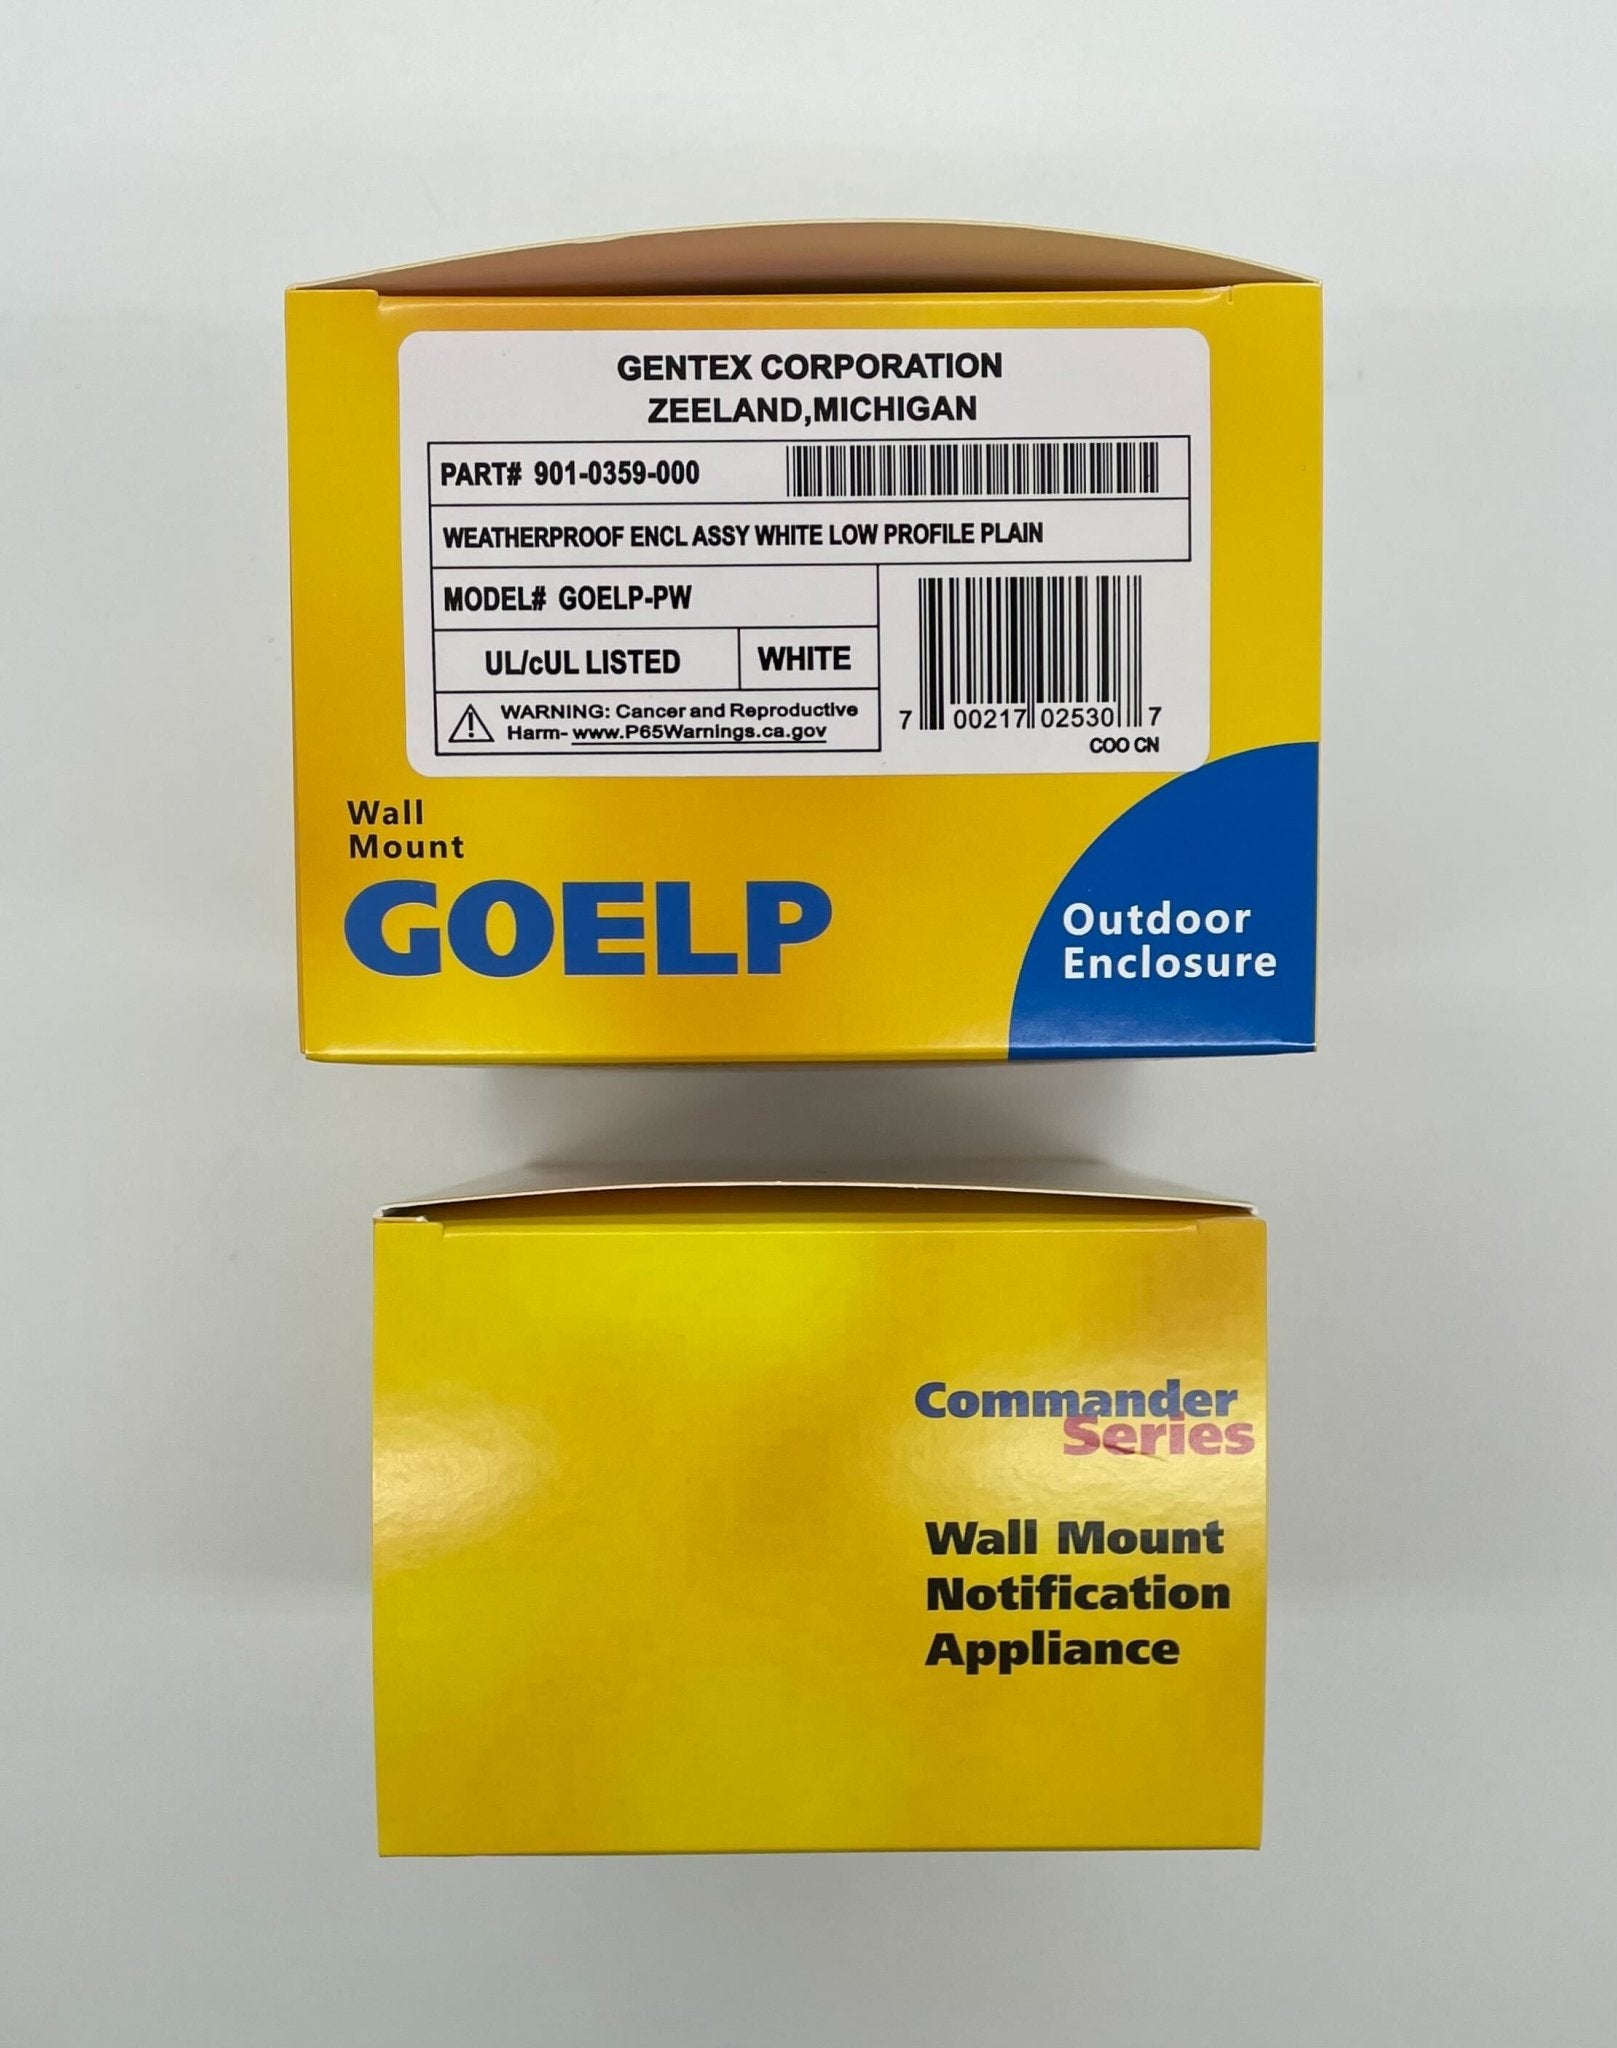 GENTEX CORPORATION
ZEELAND,MICHIGAN
PART# 901-0359-000
WEATHERPROOF ENCL ASSY WHITE LOW PROFILE PLAIN
MODEL# GOELP-PW
UL/cUL LISTED WHITE
WARNING: Cancer and Reproductive
Harm- www.P65Warnings.ca.gov
7 00217 02530 7
COO CN
Wall
Mount
GOELP
Outdoor
Enclosure
Commander
Series
Wall Mount
Notification
Appliance